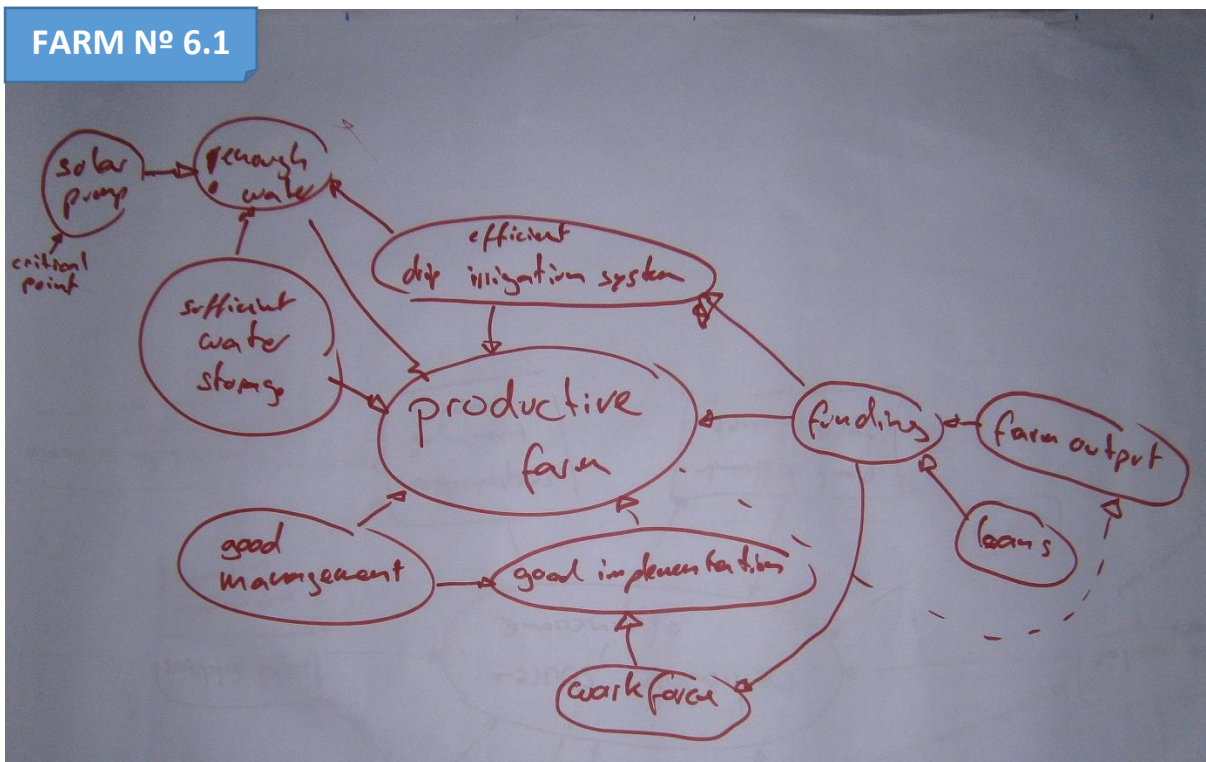 FARM Nº 6.1
solar
pump
enough
water
critical
point
efficient
drip irrigation system
sufficient
water
storage
productive
farm
funding
farm output
loans
good
management
good implementation
workforce